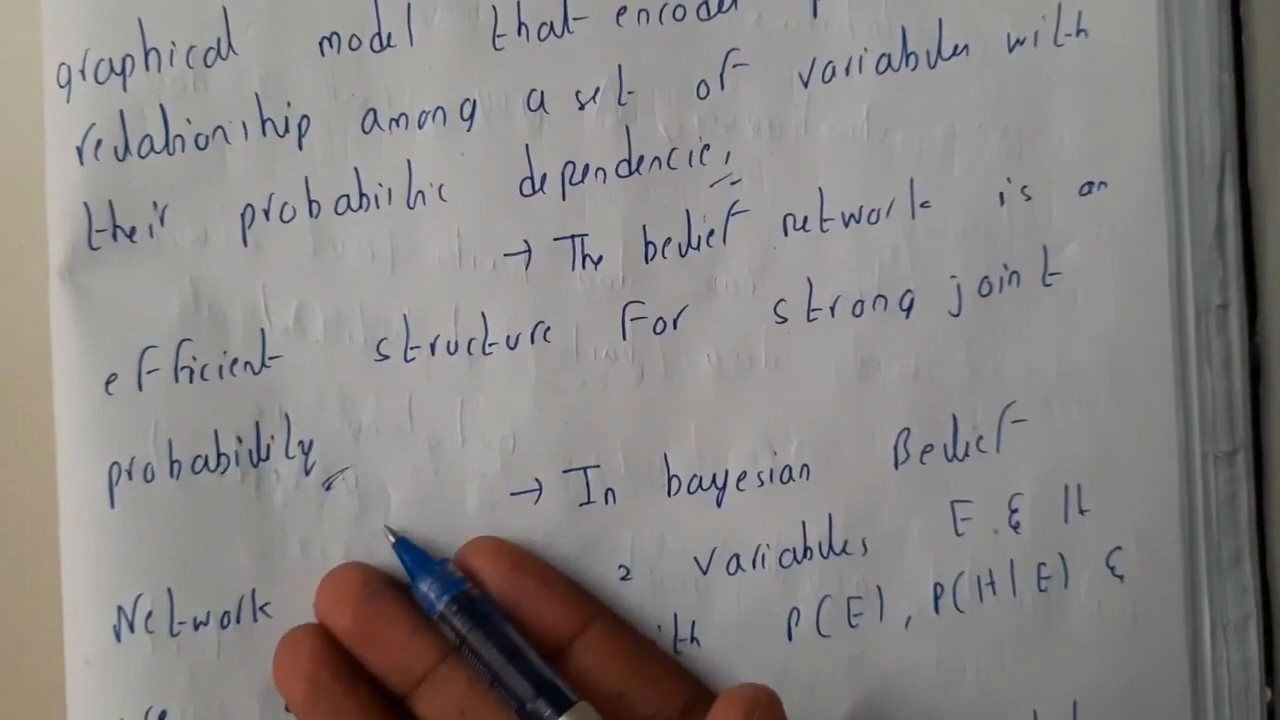 graphical model that encodes
relationship among a set of variables with
their probabilistic dependencies
→ The belief network is an
efficient structure for strong joint
probability
→ In bayesian Belief
Network 2 variables E & H
P(E), P(H|E) &